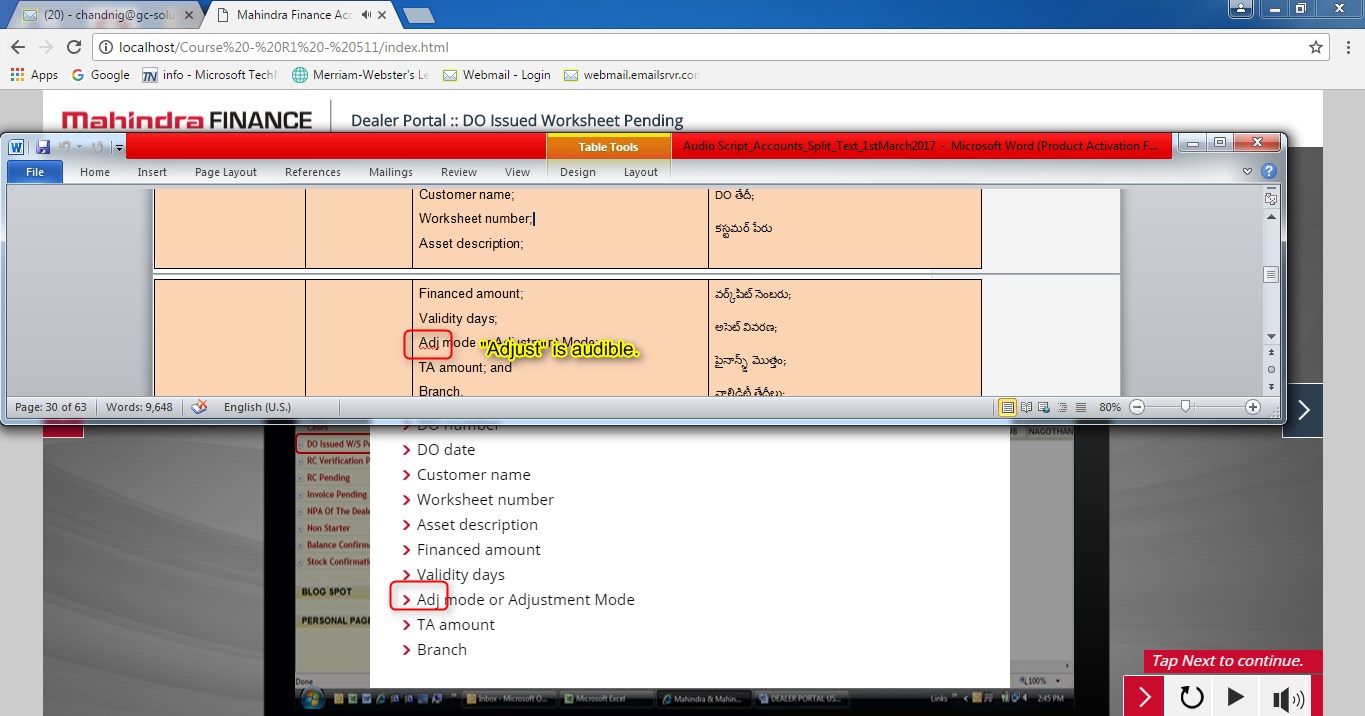 (20) - chandnig@gc-solu
Mahindra Finance Acc
localhost/Course%20-%20R1%20-%20511/index.html
Apps
Google
info - Microsoft Tech
Merriam-Webster's Le
Webmail - Login
webmail.emailsrvr.con
Mahindra FINANCE
Dealer Portal :: DO Issued Worksheet Pending
Table Tools
Audio Script_Accounts_Split_Text_1stMarch2017 - Microsoft Word (Product Activation F...
File
Home
Insert
Page Layout
References
Mailings
Review
View
Design
Layout
Customer name;
Worksheet number;
Asset description;
DO తేదీ;
కస్టమర్ పేరు
Financed amount;
Validity days;
Adj mode or Adjustment Mode;
TA amount; and
Branch.
"Adjust" is audible.
వర్క్‌షీట్ నెంబరు;
అసెట్ వివరణ;
ఫైనాన్స్డ్ మొత్తం;
వాలిడిటీ తేదీలు;
Page: 30 of 63
Words: 9,648
English (U.S.)
80%
DO number
DO date
Customer name
Worksheet number
Asset description
Financed amount
Validity days
Adj mode or Adjustment Mode
TA amount
Branch
Cases
DO Issued W/S Pe
RC Verification P
RC Pending
Invoice Pending
NPA Of The Deale
Non Starter
Balance Confirm
Stock Confirmati
BLOG SPOT
PERSONAL PAGE
NAGOTHAN
Done
100%
Inbox - Microsoft O...
Microsoft Excel
Mahindra & Mahin...
DEALER PORTAL US...
Links
2:45 PM
Tap Next to continue.